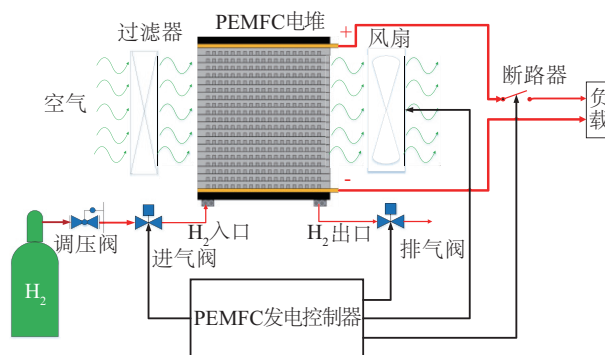 PEMFC电堆
过滤器
+
风扇
断路器
空气
负
载
-
H₂入口
H₂出口
调压阀
进气阀
排气阀
H₂
PEMFC发电控制器